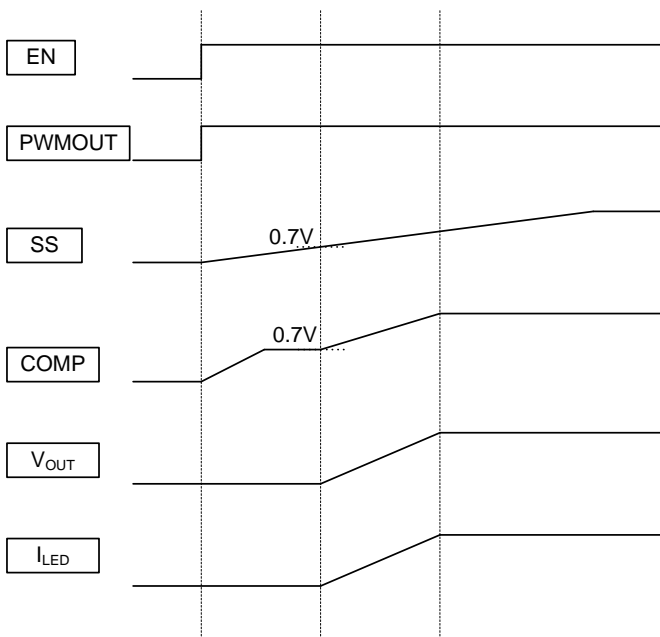 EN
PWMOUT
0.7V
SS
0.7V
COMP
VOUT
ILED